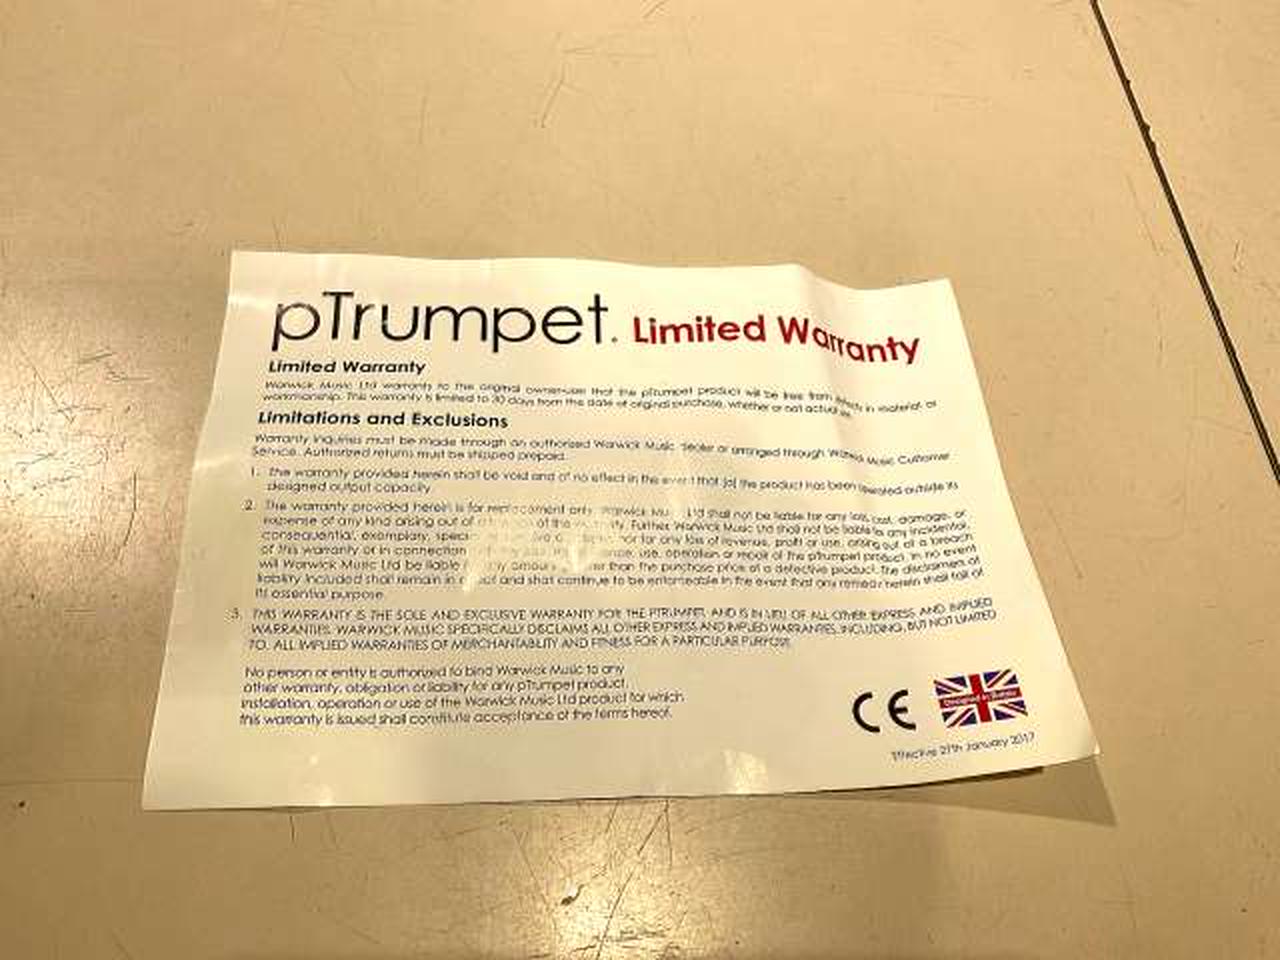 pTrumpet. Limited Warranty
Limited Warranty
Warwick Music Ltd warrants to the original owner-user that the pTrumpet product will be free from defects in material or
workmanship. This warranty is limited to 30 days from the date of original purchase, whether or not actual
Limitations and Exclusions
Warranty inquiries must be made through an authorized Warwick Music dealer or arranged through Warwick Music Customer
Service. Authorized returns must be shipped prepaid.
1. The warranty provided herein shall be void and of no effect in the event that (a) the product has been operated outside its
designed output capacity
2. The warranty provided herein is for replacement only. Warwick Ltd shall not be liable for any loss, cost, damage, or
expense of any kind arising out of of the Further, Warwick Music Ltd shall not be liable for any incidental,
consequential, exemplary, nor for any loss of revenue, profit or use, arising out of a breach
of this warranty or in connection use, operation or repair of the pTrumpet product. In no event
will Warwick Music Ltd be liable than the purchase price of a defective product. The disclaimers of
liability included shall remain in effect and shall continue to be enforceable in the event that any remedy herein shall fail of
its essential purpose.
3. THIS WARRANTY IS THE SOLE AND EXCLUSIVE WARRANTY FOR THE PTRUMPET, AND IS IN LIEU OF ALL OTHER EXPRESS AND IMPLIED
WARRANTIES. WARWICK MUSIC SPECIFICALLY DISCLAIMS ALL OTHER EXPRESS AND IMPLIED WARRANTIES, INCLUDING, BUT NOT LIMITED
TO, ALL IMPLIED WARRANTIES OF MERCHANTABILITY AND FITNESS FOR A PARTICULAR PURPOSE.
No person or entity is authorized to bind Warwick Music to any
other warranty, obligation or liability for any pTrumpet product.
Installation, operation or use of the Warwick Music Ltd product for which
this warranty is issued shall constitute acceptance of the terms hereof.
CE
Designed in Britain
Effective 27th January 2017